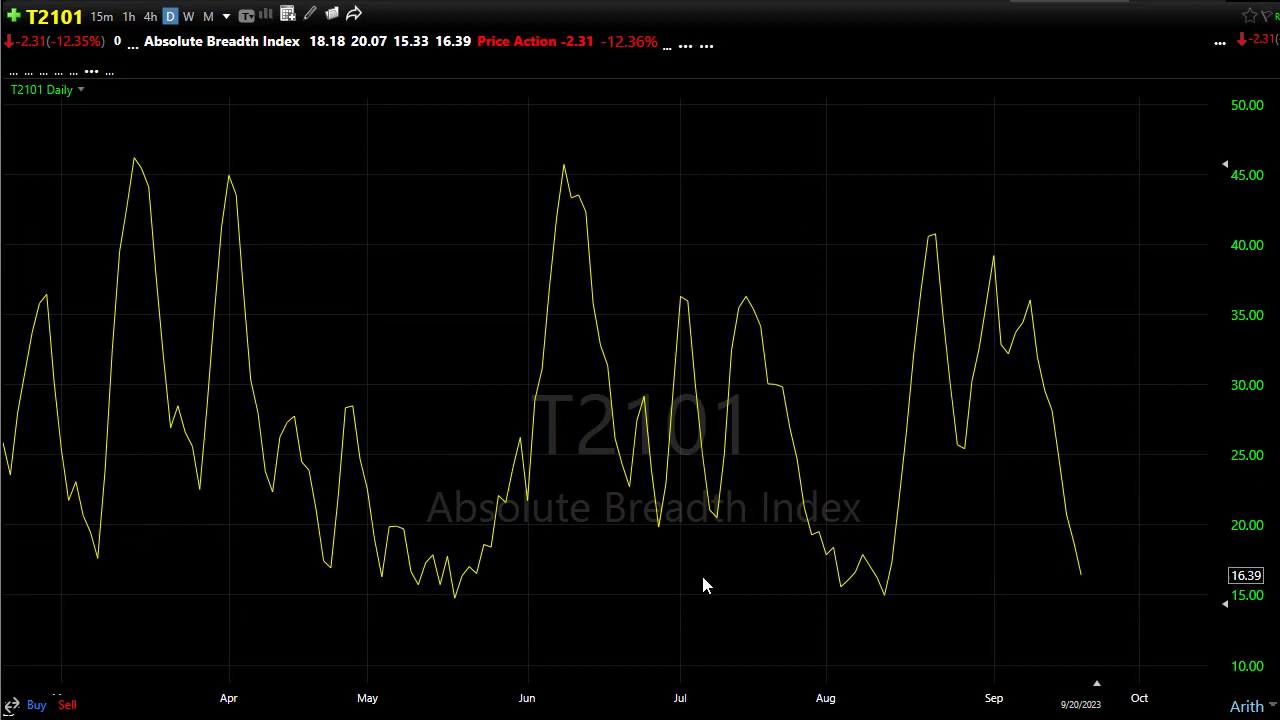 T2101 15m 1h 4h D W M
-2.31(-12.35%) 0 ... Absolute Breadth Index 18.18 20.07 15.33 16.39 Price Action -2.31 -12.36% ... ... ... ... -2.31(
... ... ... ... ... ... ...
T2101 Daily
50.00
45.00
40.00
35.00
30.00
T2101
25.00
Absolute Breadth Index
20.00
16.39
15.00
10.00
Apr May Jun Jul Aug Sep Oct
Buy Sell 9/20/2023 Arith